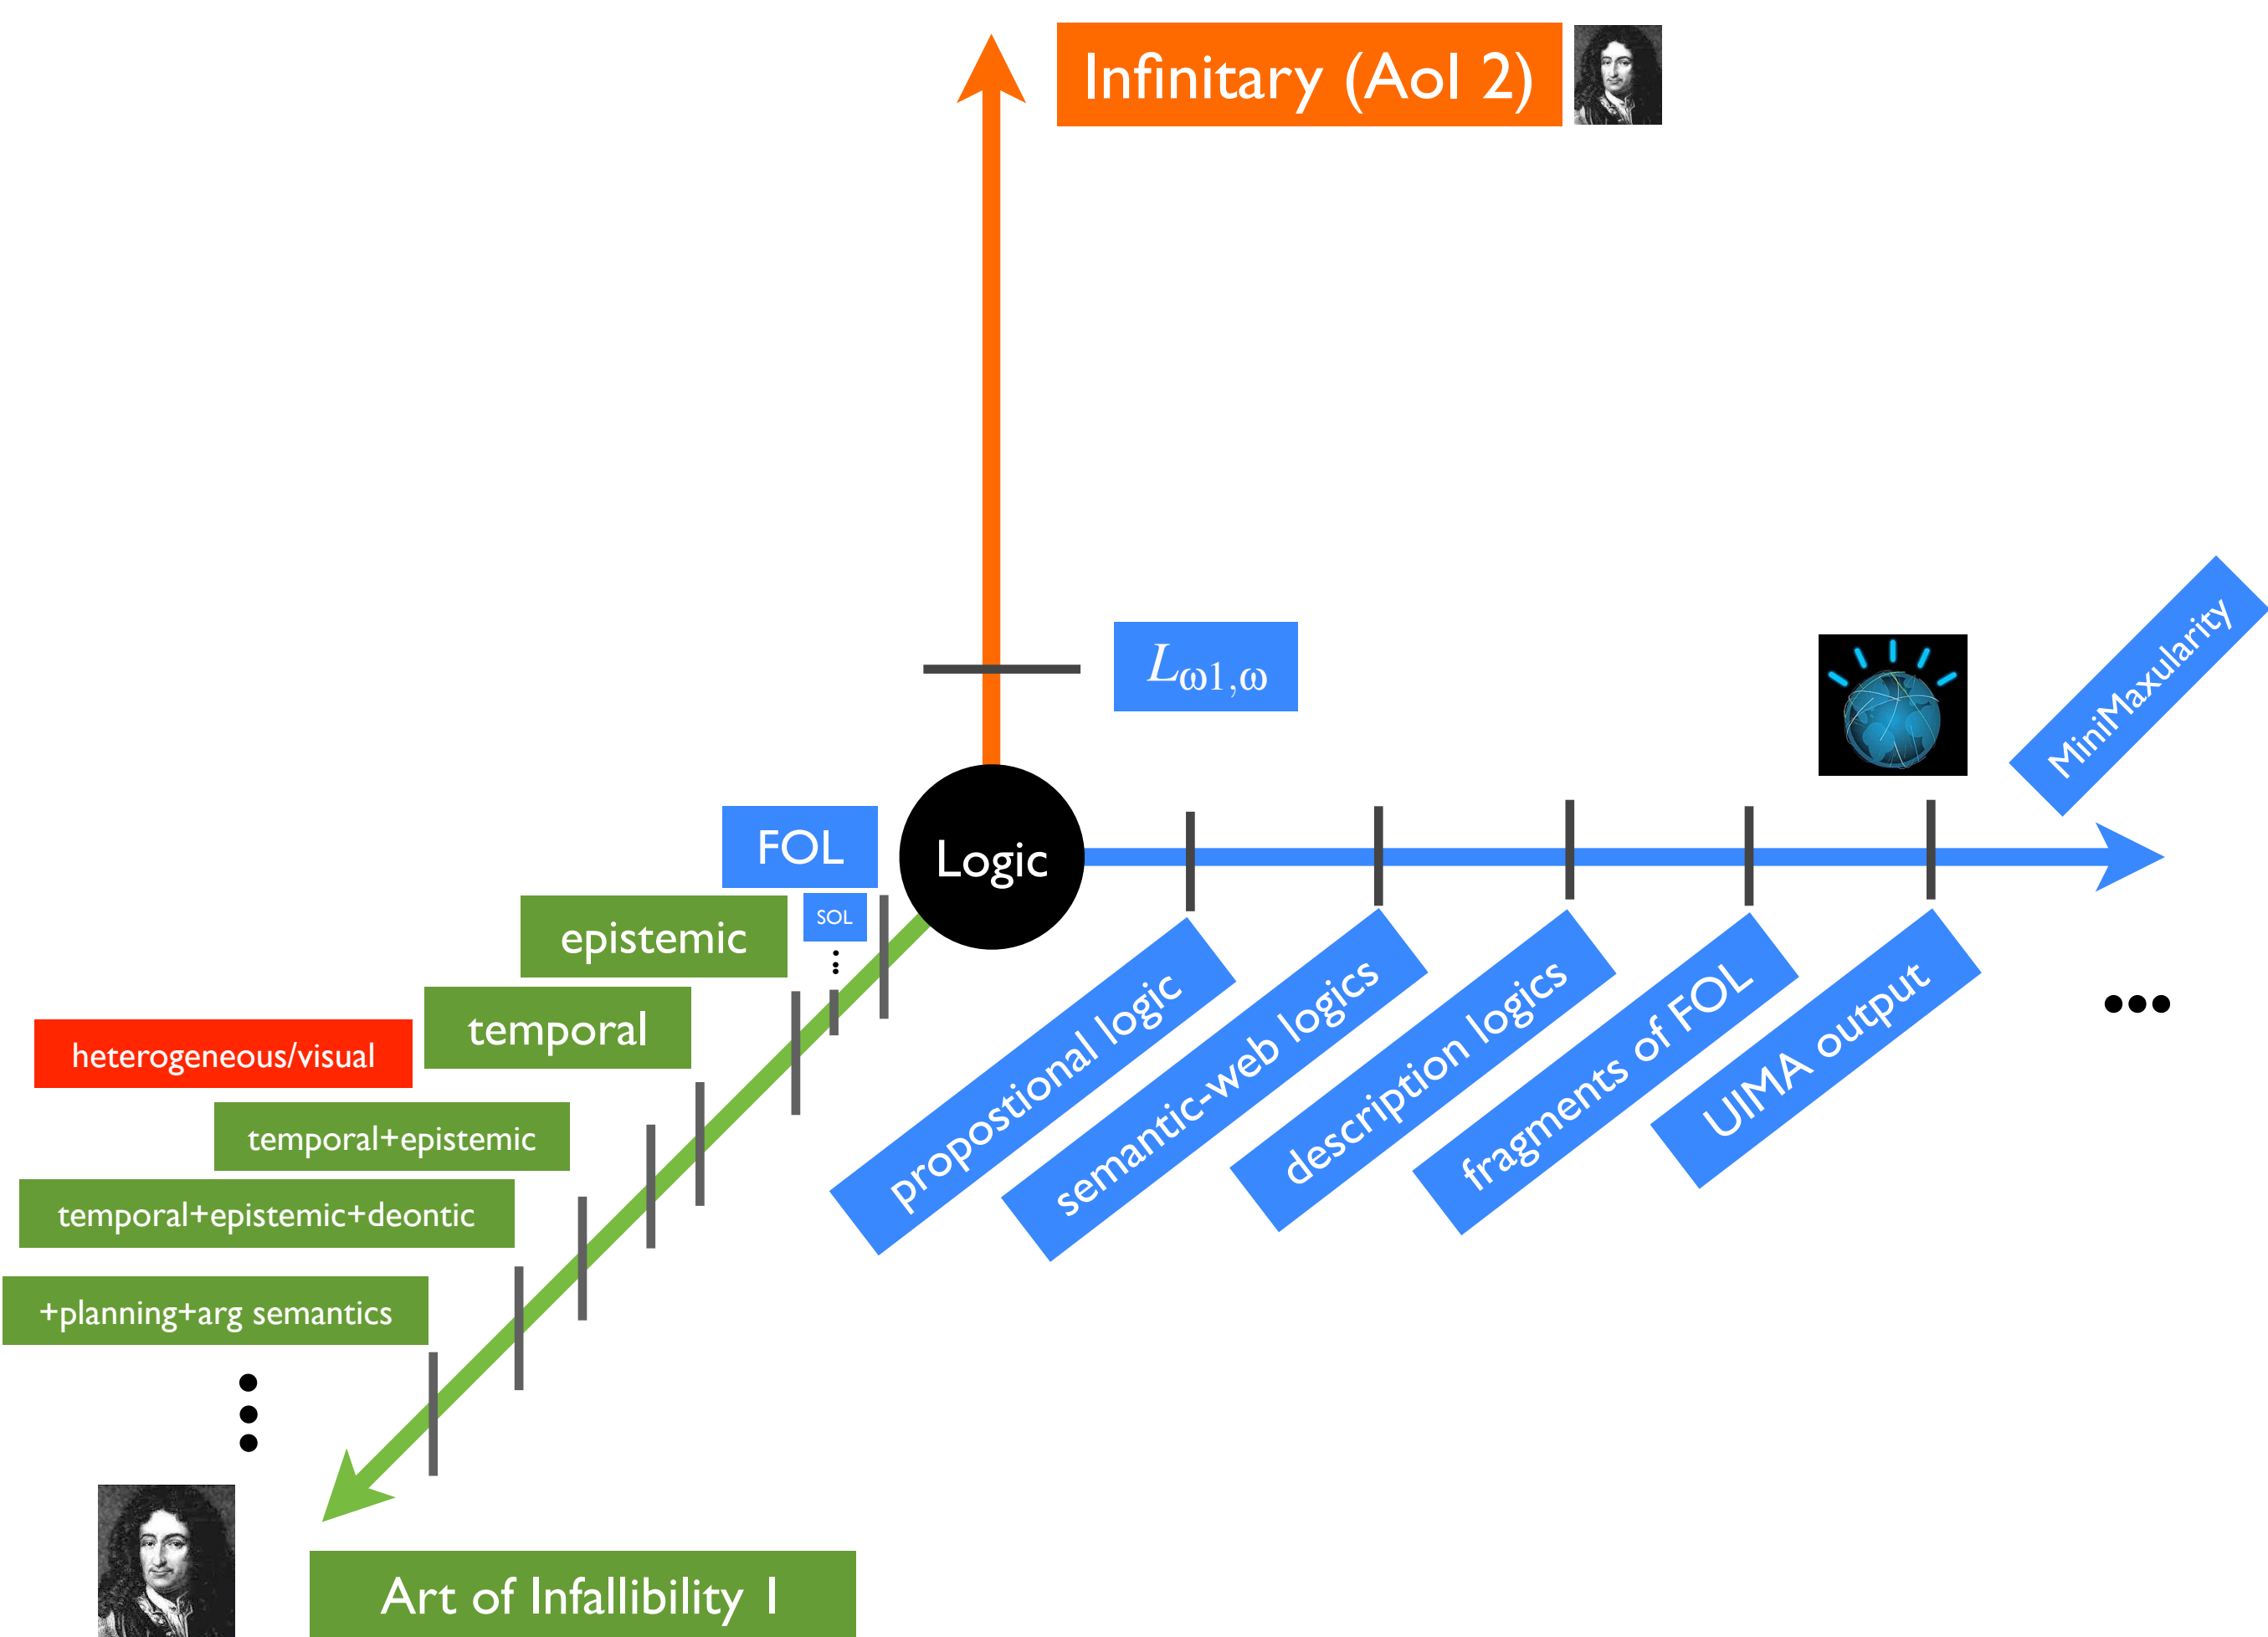 Infinitary (AoI 2)
Lω1,ω
MiniMaxularity
FOL
Logic
SOL
epistemic
temporal
heterogeneous/visual
temporal+epistemic
temporal+epistemic+deontic
+planning+arg semantics
propostional logic
semantic-web logics
description logics
fragments of FOL
UIMA output
Art of Infallibility 1